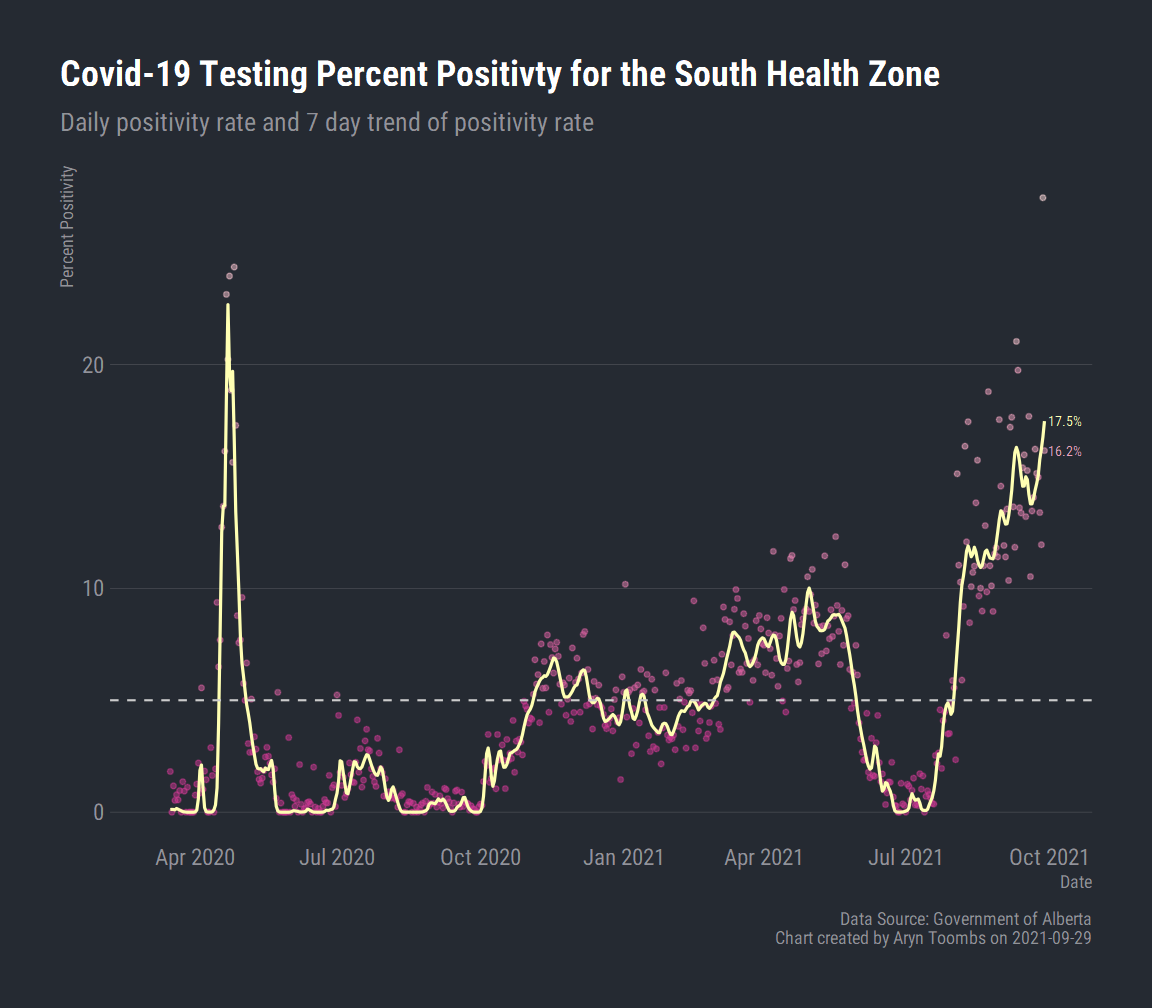 Covid-19 Testing Percent Positivty for the South Health Zone
Daily positivity rate and 7 day trend of positivity rate
Percent Positivity
20
10
0
17.5%
16.2%
Apr 2020 Jul 2020 Oct 2020 Jan 2021 Apr 2021 Jul 2021 Oct 2021
Date
Data Source: Government of Alberta
Chart created by Aryn Toombs on 2021-09-29